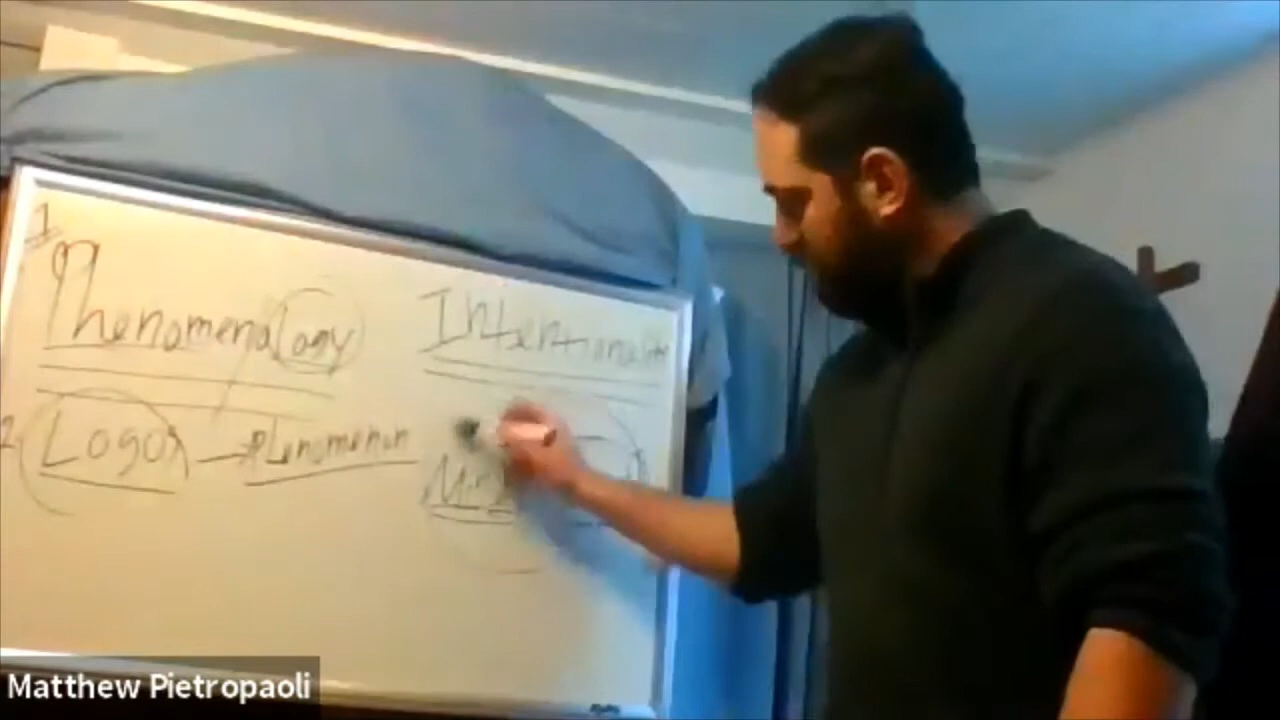 1
Phenomenology
Intentionality
2 Logos → Phenomenon
Matthew Pietropaoli